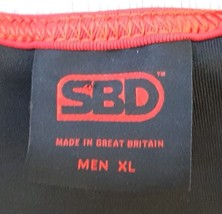 SBD™
MADE IN GREAT BRITAIN
MEN XL